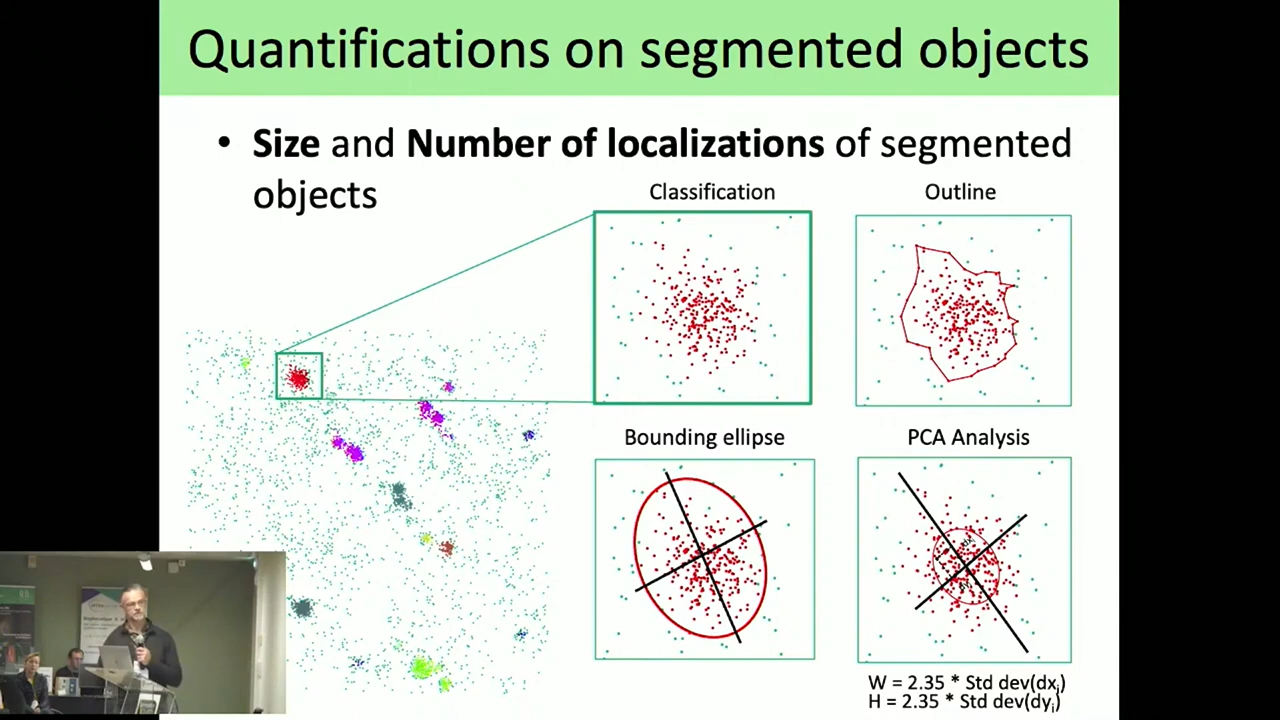 Quantifications on segmented objects
• Size and Number of localizations of segmented
objects
Classification
Outline
Bounding ellipse
PCA Analysis
W = 2.35 * Std dev(dxᵢ)
H = 2.35 * Std dev(dyᵢ)